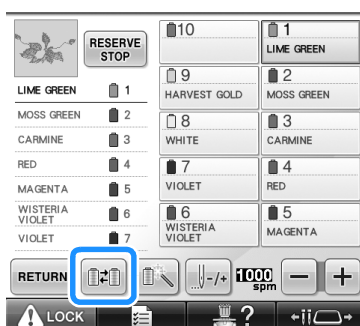 RESERVE
STOP
LIME GREEN 1
MOSS GREEN 2
CARMINE 3
RED 4
MAGENTA 5
WISTERIA
VIOLET 6
VIOLET 7
10
1
LIME GREEN
9
HARVEST GOLD
2
MOSS GREEN
8
WHITE
3
CARMINE
7
VIOLET
4
RED
6
WISTERIA
VIOLET
5
MAGENTA
RETURN
-/+
1000
spm
- +
LOCK
?